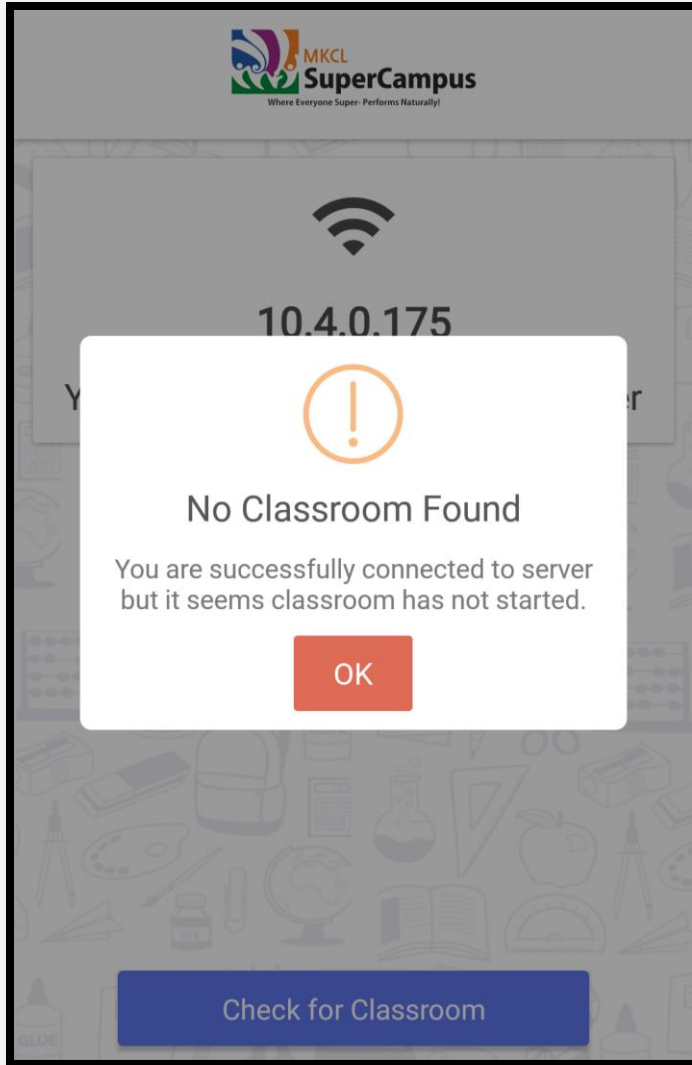 MKCL
SuperCampus
Where Everyone Super- Performs Naturally!
10.4.0.175
Y
r
No Classroom Found
You are successfully connected to server
but it seems classroom has not started.
OK
Check for Classroom
GLUE